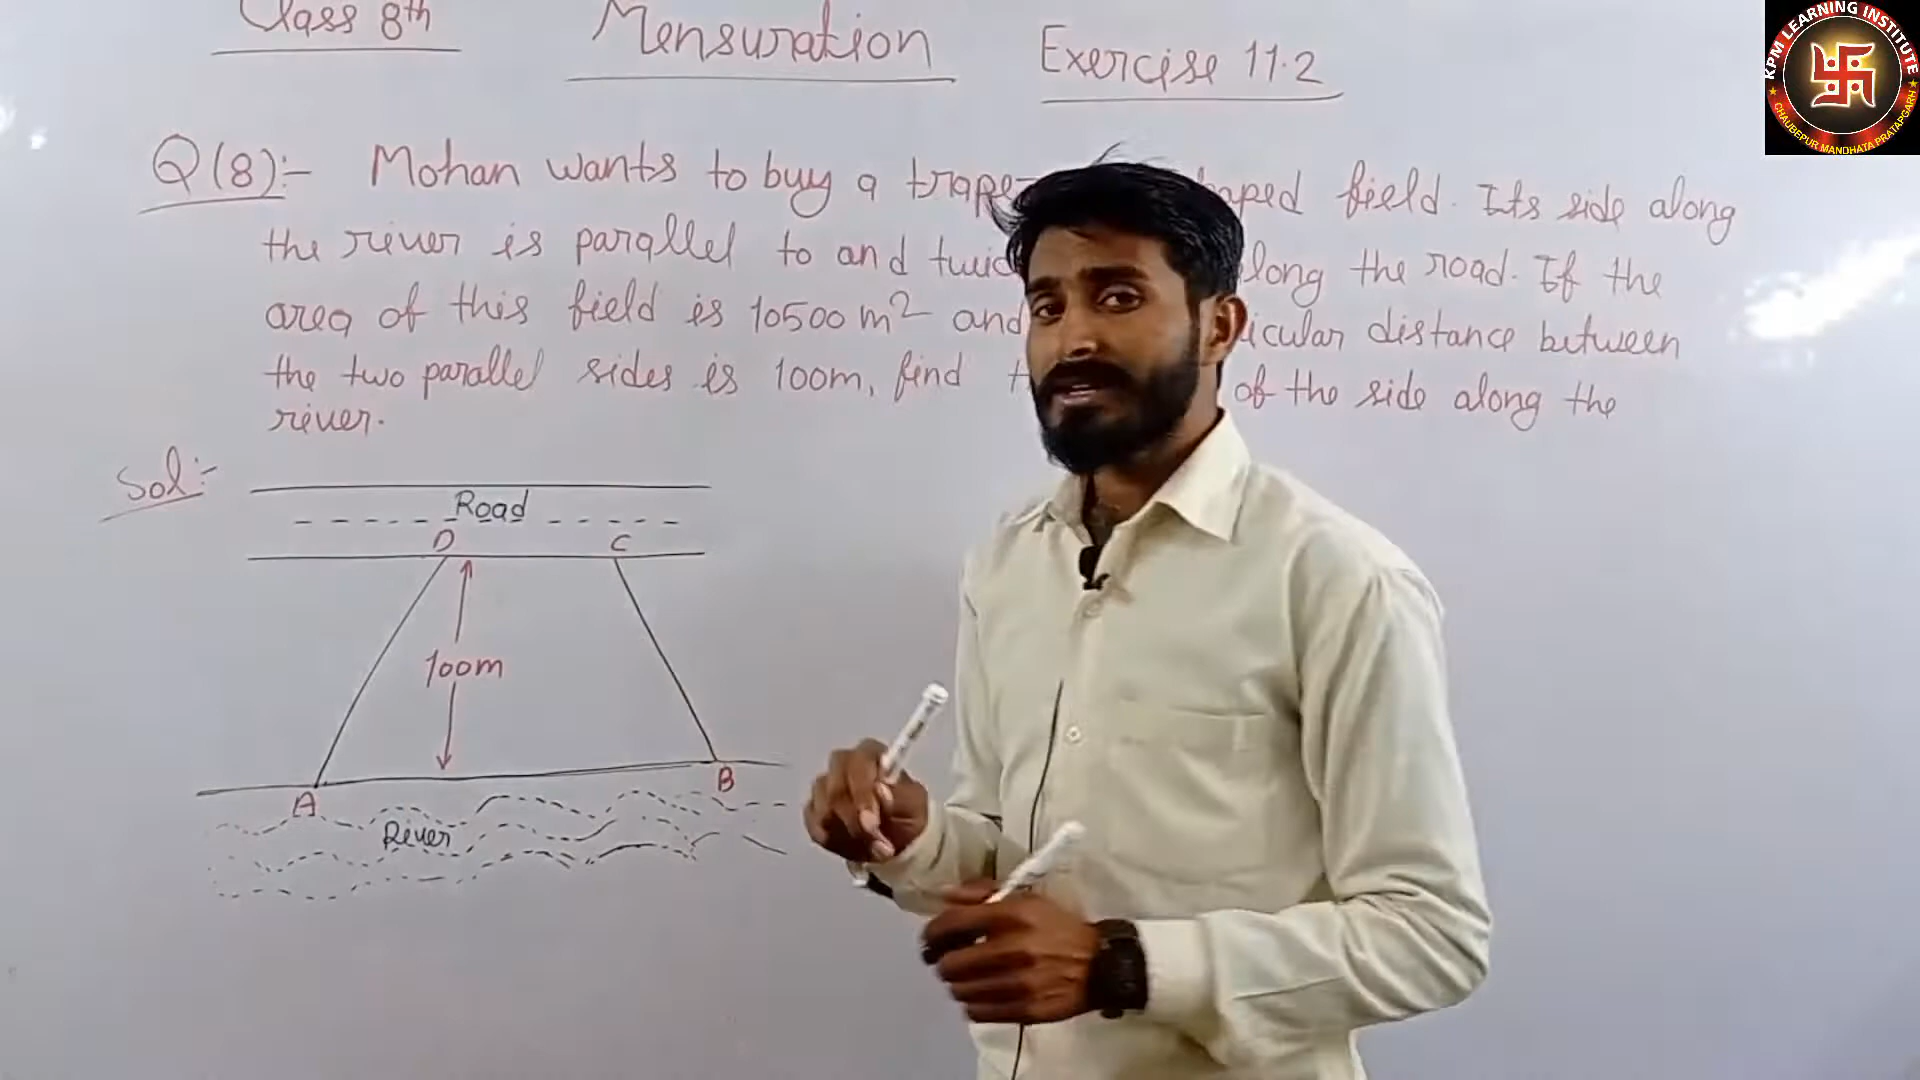 Class 8th Mensuration Exercise 11.2
Q(8):- Mohan wants to buy a trape aped field. Its side along
the river is parallel to and twic along the road. If the
area of this field is 10500 m² and icular distance between
the two parallel sides is 100m, find of the side along the
river.
Sol:-
Road
D C
100m
A B
River
KPM LEARNING INSTITUTE
CHAUBEPUR MANDHATA PRATAPGARH